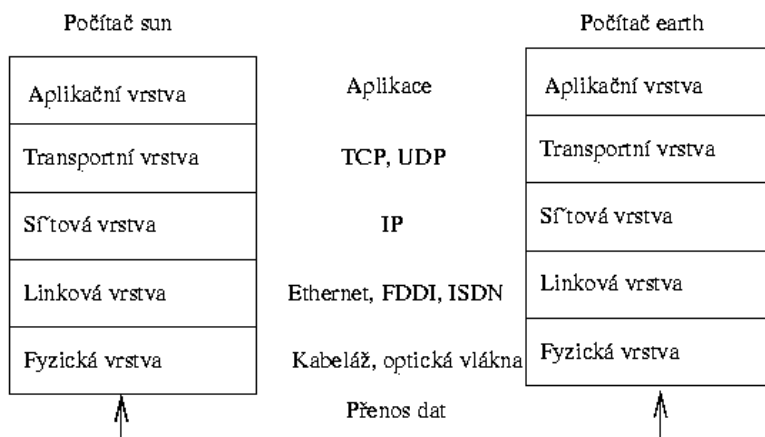 Počítač sun
Počítač earth
Aplikační vrstva
Aplikace
Aplikační vrstva
Transportní vrstva
TCP, UDP
Transportní vrstva
Síťová vrstva
IP
Síťová vrstva
Linková vrstva
Ethernet, FDDI, ISDN
Linková vrstva
Fyzická vrstva
Kabeláž, optická vlákna
Fyzická vrstva
Přenos dat